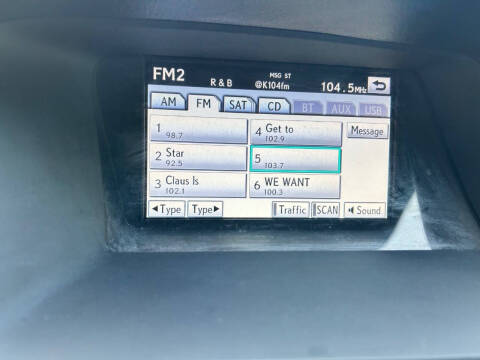 FM2 R & B MSG ST @K104fm 104.5MHz
AM FM SAT CD BT AUX USB
1 98.7
4 Get to 102.9
Message
2 Star 92.5
5 103.7
3 Claus Is 102.1
6 WE WANT 100.3
◄Type Type► Traffic SCAN Sound